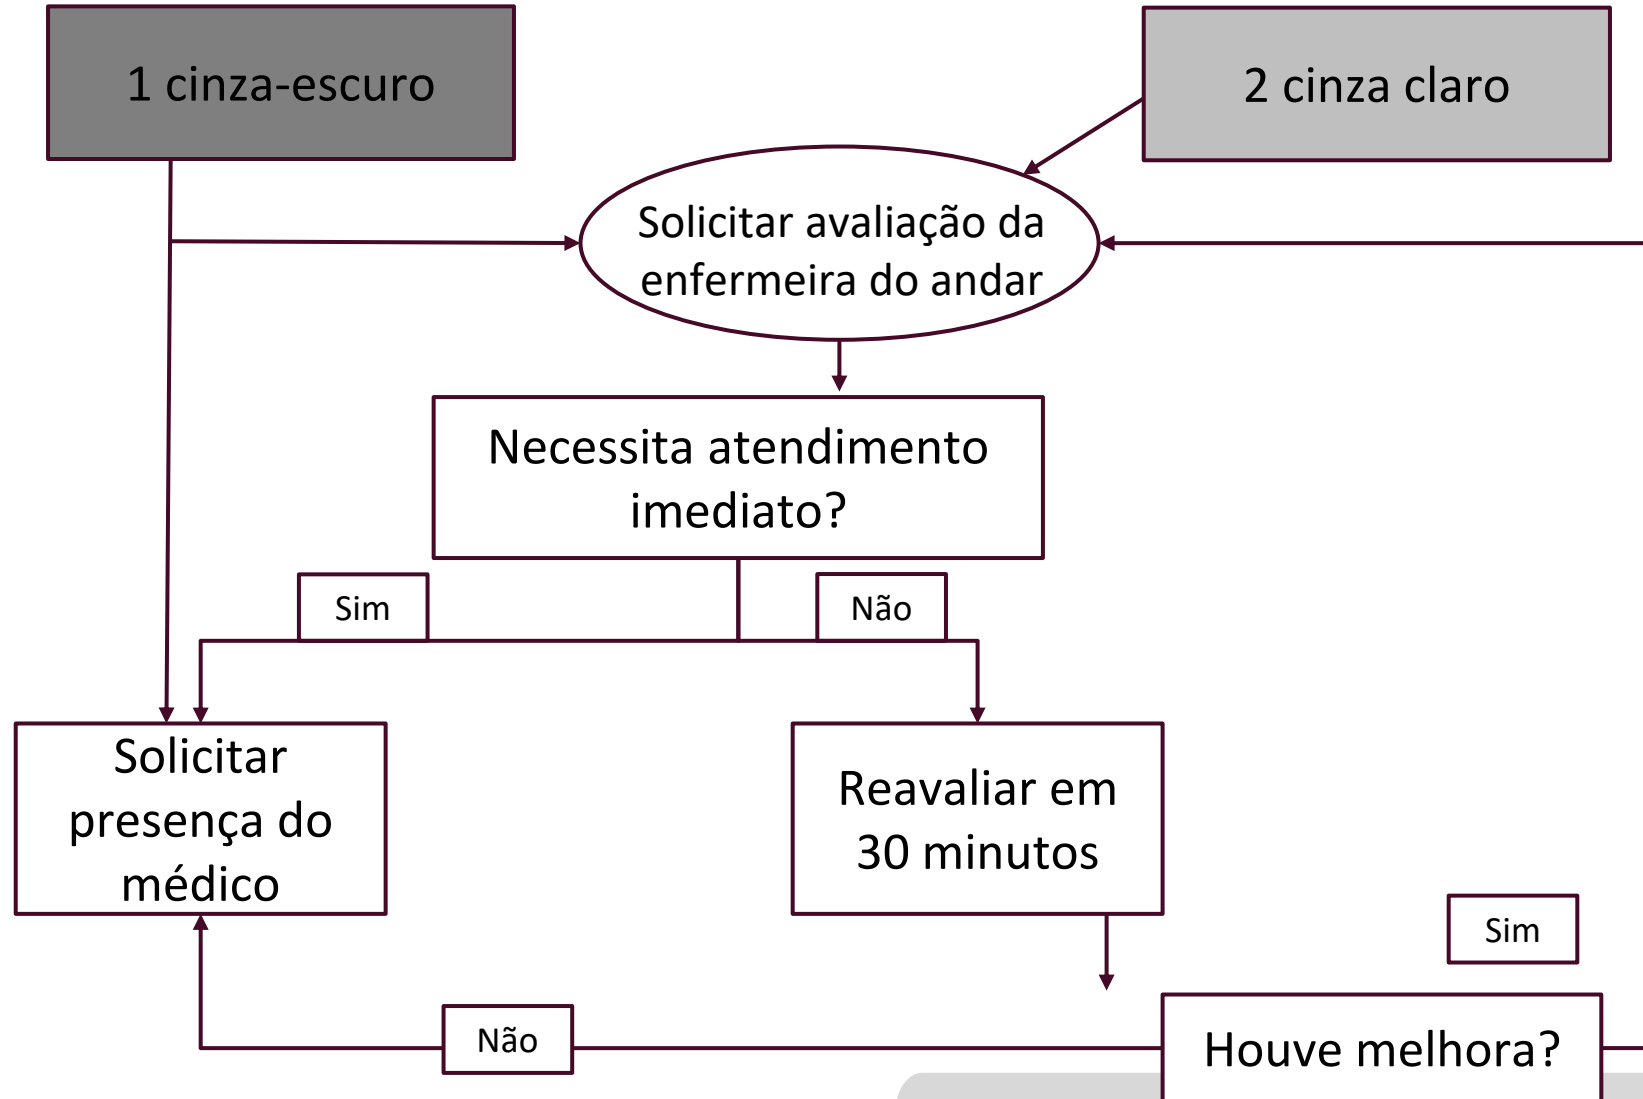 1 cinza-escuro
2 cinza claro
Solicitar avaliação da
enfermeira do andar
Necessita atendimento
imediato?
Sim
Não
Solicitar
presença do
médico
Reavaliar em
30 minutos
Sim
Não
Houve melhora?